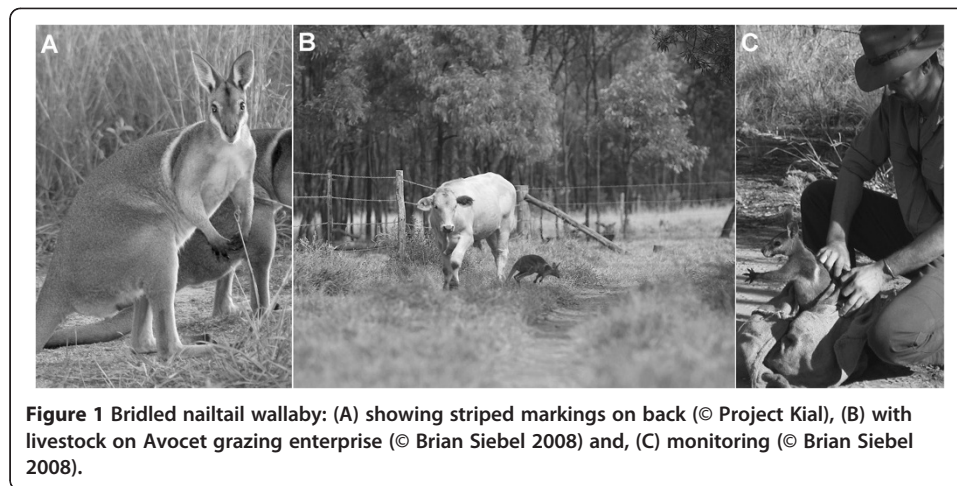 A
B
C
Figure 1 Bridled nailtail wallaby: (A) showing striped markings on back (© Project Kial), (B) with
livestock on Avocet grazing enterprise (© Brian Siebel 2008) and, (C) monitoring (© Brian Siebel
2008).